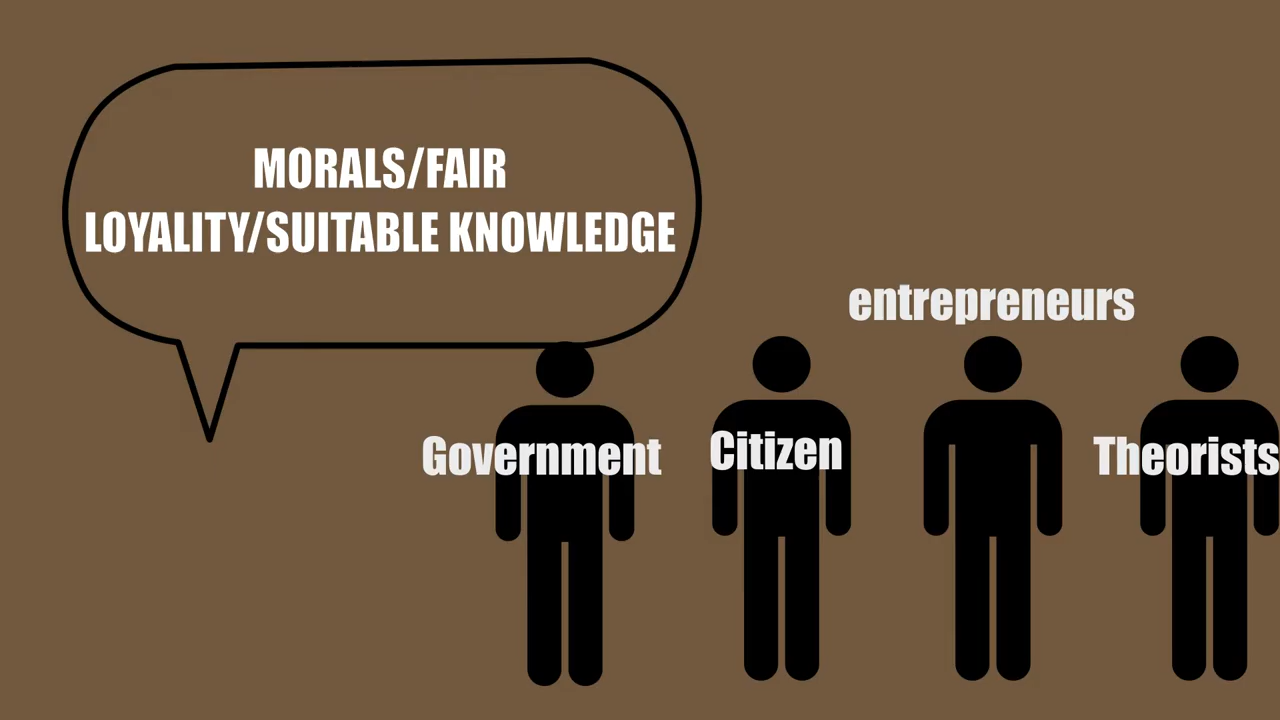 MORALS/FAIR
LOYALITY/SUITABLE KNOWLEDGE
entrepreneurs
Government
Citizen
Theorists